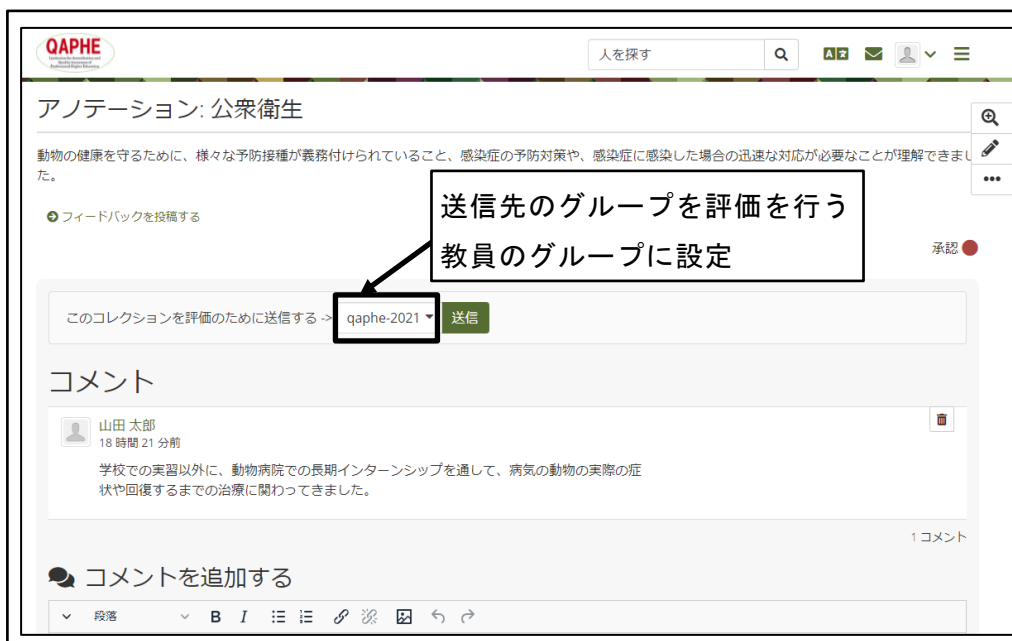 QAPHE
人を探す
アノテーション: 公衆衛生
動物の健康を守るために、様々な予防接種が義務付けられていること、感染症の予防対策や、感染症に感染した場合の迅速な対応が必要なことが理解できまし
た。
フィードバックを投稿する
送信先のグループを評価を行う
教員のグループに設定
承認
このコレクションを評価のために送信する -> qaphe-2021 送信
コメント
山田 太郎
18 時間 21 分前
学校での実習以外に、動物病院での長期インターンシップを通して、病気の動物の実際の症
状や回復するまでの治療に関わってきました。
1 コメント
コメントを追加する
段落 B I